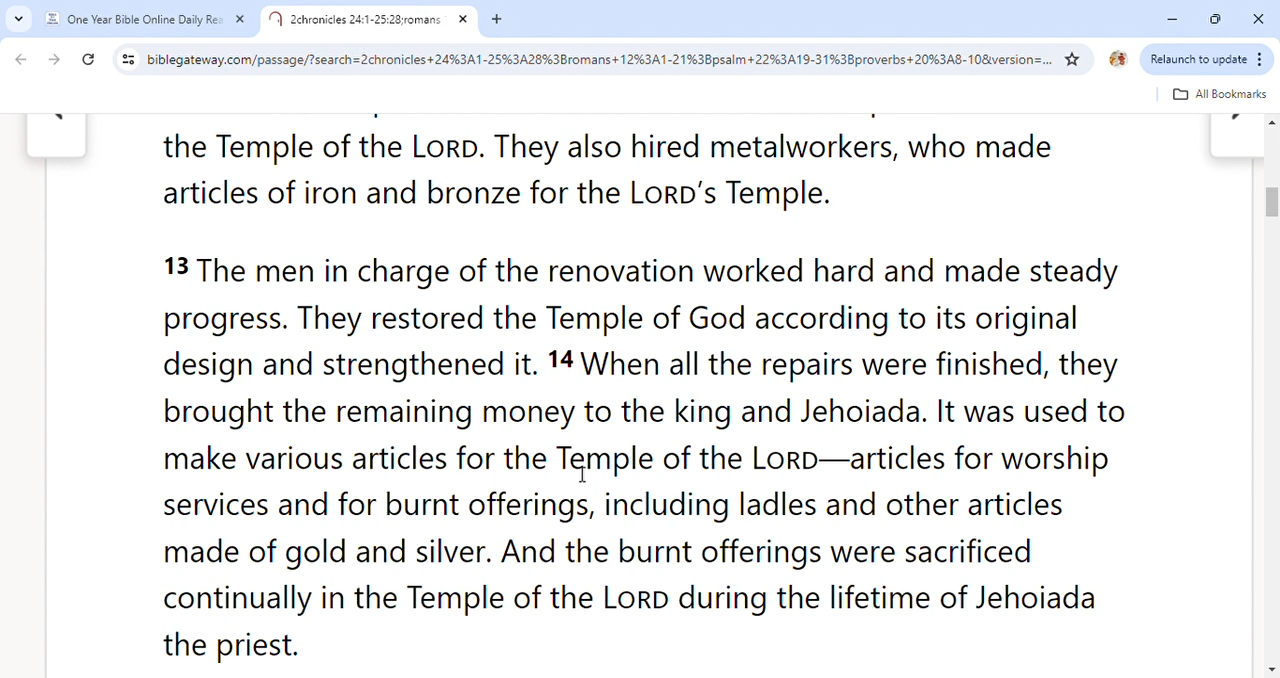 One Year Bible Online Daily Rea
2chronicles 24:1-25:28;romans
biblegateway.com/passage/?search=2chronicles+24%3A1-25%3A28%3Bromans+12%3A1-21%3Bpsalm+22%3A19-31%3Bproverbs+20%3A8-10&version=...
Relaunch to update
All Bookmarks
the Temple of the LORD. They also hired metalworkers, who made
articles of iron and bronze for the LORD’s Temple.
13 The men in charge of the renovation worked hard and made steady
progress. They restored the Temple of God according to its original
design and strengthened it. 14 When all the repairs were finished, they
brought the remaining money to the king and Jehoiada. It was used to
make various articles for the Temple of the LORD—articles for worship
services and for burnt offerings, including ladles and other articles
made of gold and silver. And the burnt offerings were sacrificed
continually in the Temple of the LORD during the lifetime of Jehoiada
the priest.